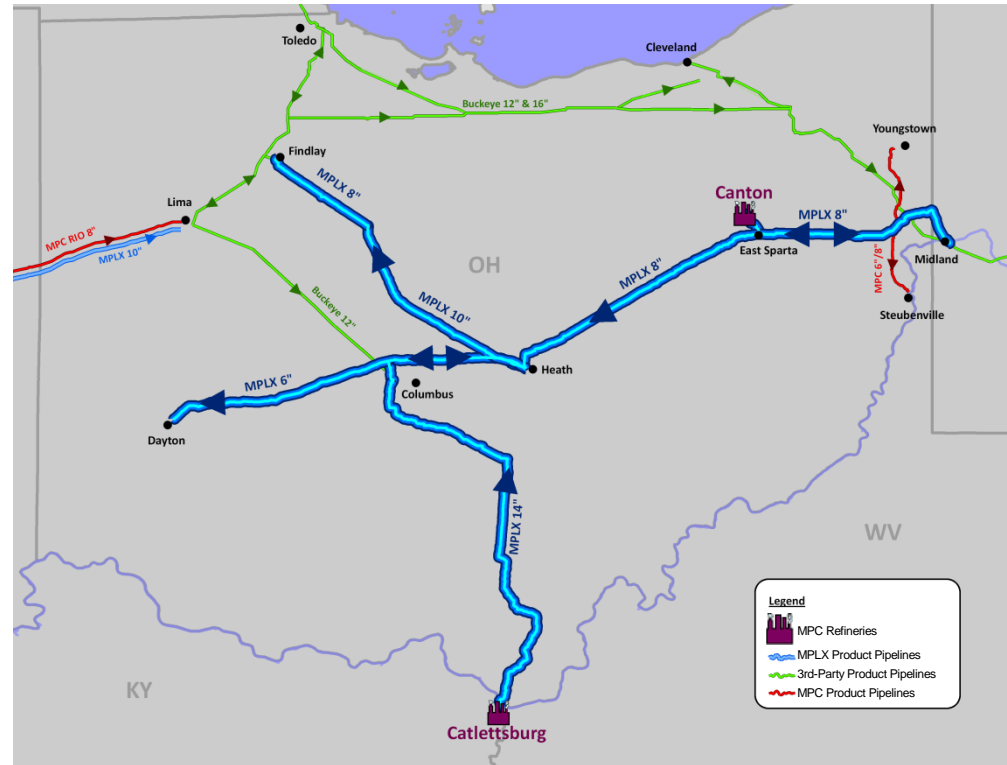 Toledo
Cleveland
Buckeye 12" & 16"
Youngstown
Findlay
MPLX 8"
Canton
Lima
MPC RIO 8"
MPLX 10"
MPLX 8"
East Sparta
Midland
OH
MPLX 8"
MPC 6"/8"
Steubenville
Buckeye 12"
MPLX 10"
Heath
MPLX 6"
Columbus
Dayton
MPLX 14"
WV
KY
Catlettsburg
Legend
MPC Refineries
MPLX Product Pipelines
3rd-Party Product Pipelines
MPC Product Pipelines